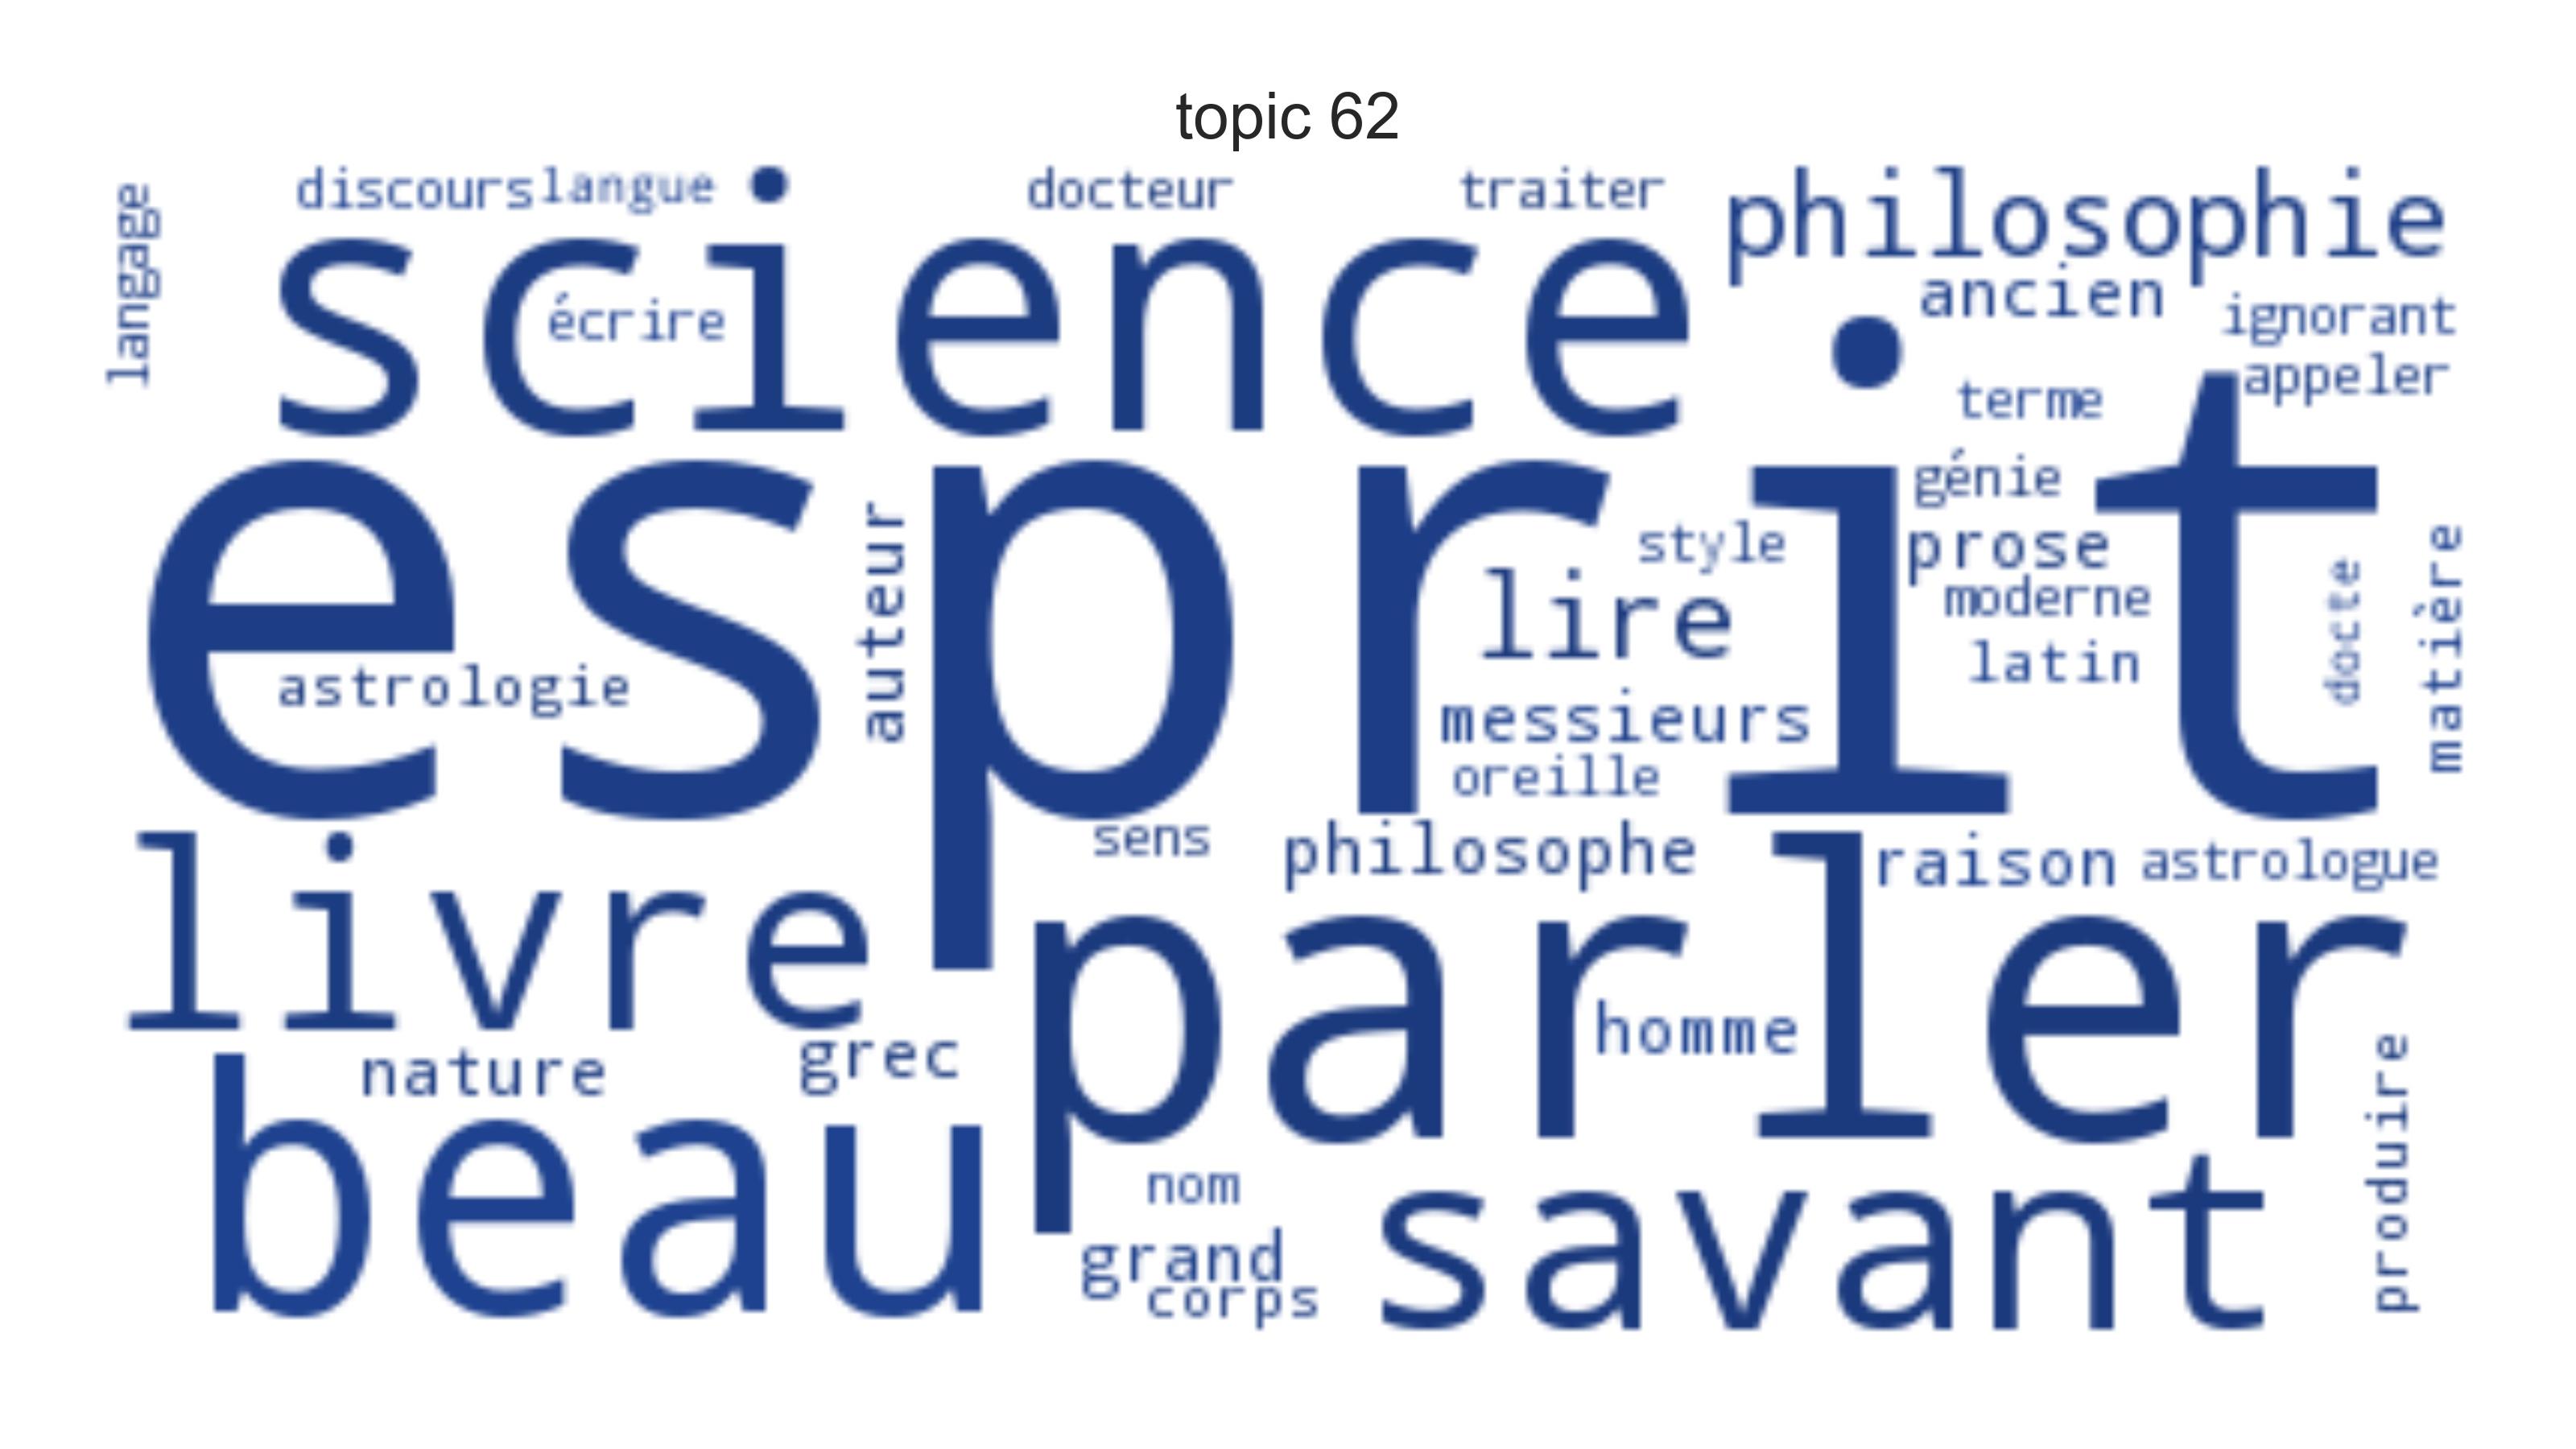 topic 62
langage
discours
langue
docteur
traiter
philosophie
science
écrire
ancien
ignorant
appeler
terme
esprit
génie
style
prose
auteur
lire
moderne
docte
matière
latin
astrologie
messieurs
oreille
sens
philosophe
raison
astrologue
livre
parler
homme
nature
grec
beau
produire
nom
savant
grand
corps